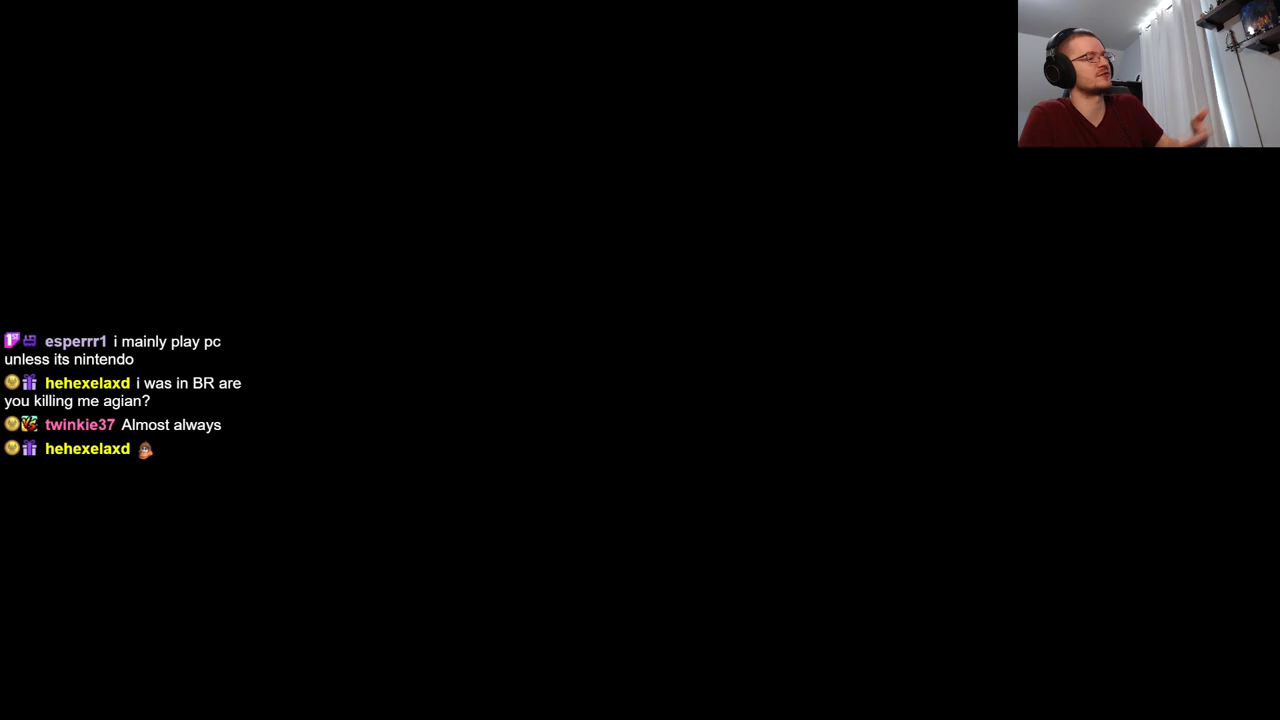 esperrr1 i mainly play pc
unless its nintendo
hehexelaxd i was in BR are
you killing me agian?
twinkie37 Almost always
hehexelaxd